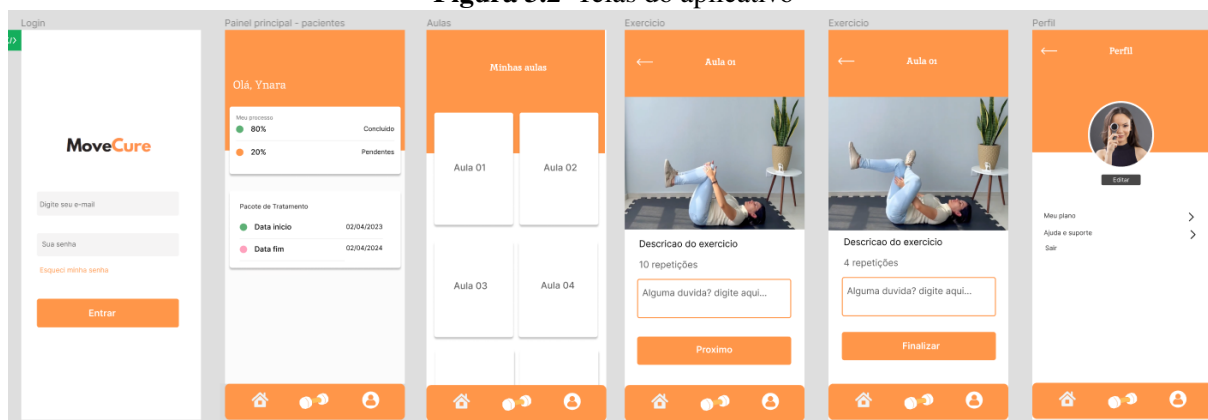 Figura 3.2- Telas do aplicativo
Login
MoveCure
Digite seu e-mail
Sua senha
Esqueci minha senha
Entrar
Painel principal - pacientes
Olá, Ynara
Meu processo
80% Concluido
20% Pendentes
Pacote de Tratamento
Data inicio 02/04/2023
Data fim 02/04/2024
Aulas
Minhas aulas
Aula 01 Aula 02
Aula 03 Aula 04
Exercicio
Aula 01
Descricao do exercicio
10 repetições
Alguma duvida? digite aqui...
Proximo
Exercicio
Aula 01
Descricao do exercicio
4 repetições
Alguma duvida? digite aqui...
Finalizar
Perfil
Perfil
Editar
Meu plano
Ajuda e suporte
Sair